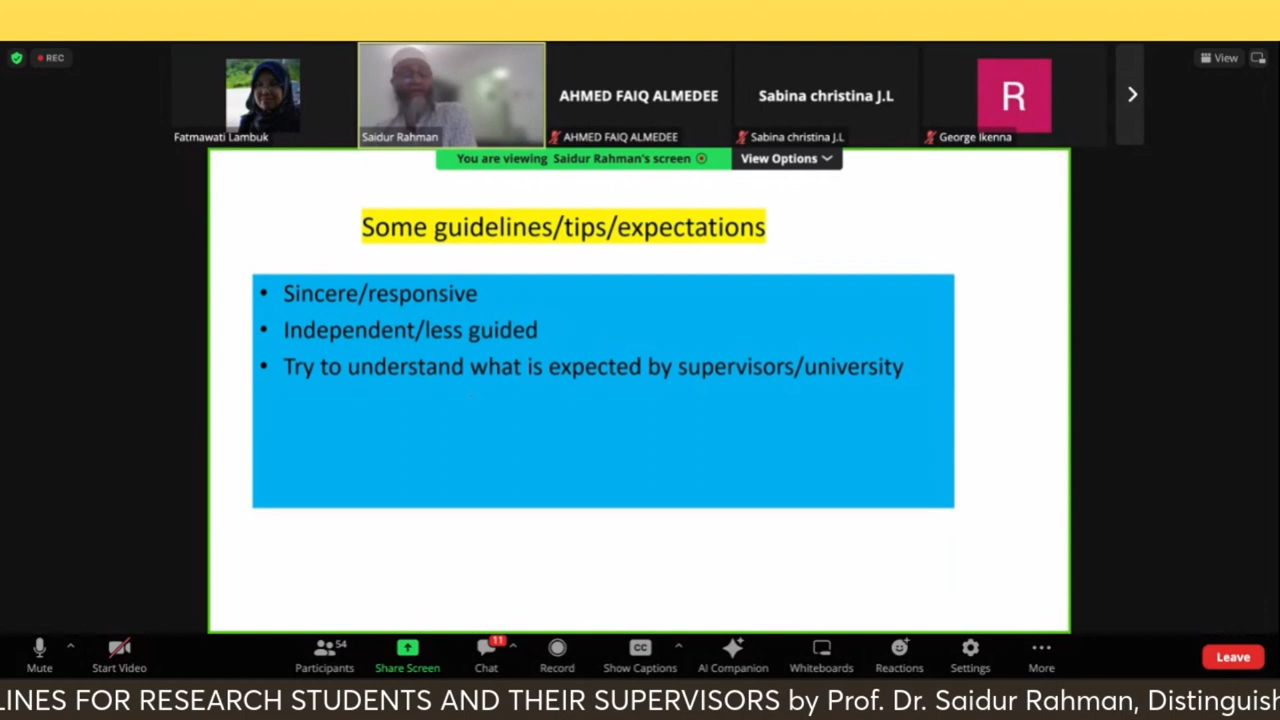 REC
View
AHMED FAIQ ALMEDEE
Sabina christina J.L
R
Fatmawati Lambuk
Saidur Rahman
AHMED FAIQ ALMEDEE
Sabina christina J.L
George Ikenna
You are viewing Saidur Rahman's screen
View Options
Some guidelines/tips/expectations
• Sincere/responsive
• Independent/less guided
• Try to understand what is expected by supervisors/university
54
11
CC
Mute
Start Video
Participants
Share Screen
Chat
Record
Show Captions
AI Companion
Whiteboards
Reactions
Settings
More
Leave
LINES FOR RESEARCH STUDENTS AND THEIR SUPERVISORS by Prof. Dr. Saidur Rahman, Distinguish